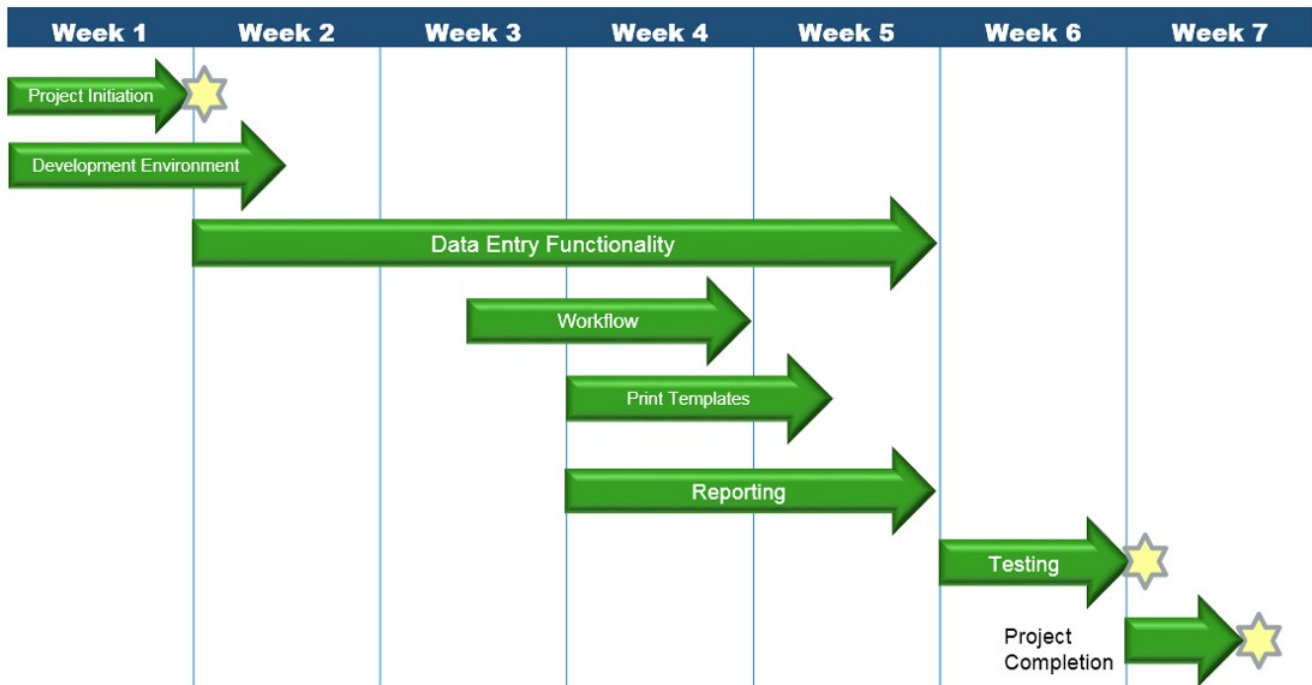 Week 1 Week 2 Week 3 Week 4 Week 5 Week 6 Week 7
Project Initiation
Development Environment
Data Entry Functionality
Workflow
Print Templates
Reporting
Testing
Project
Completion